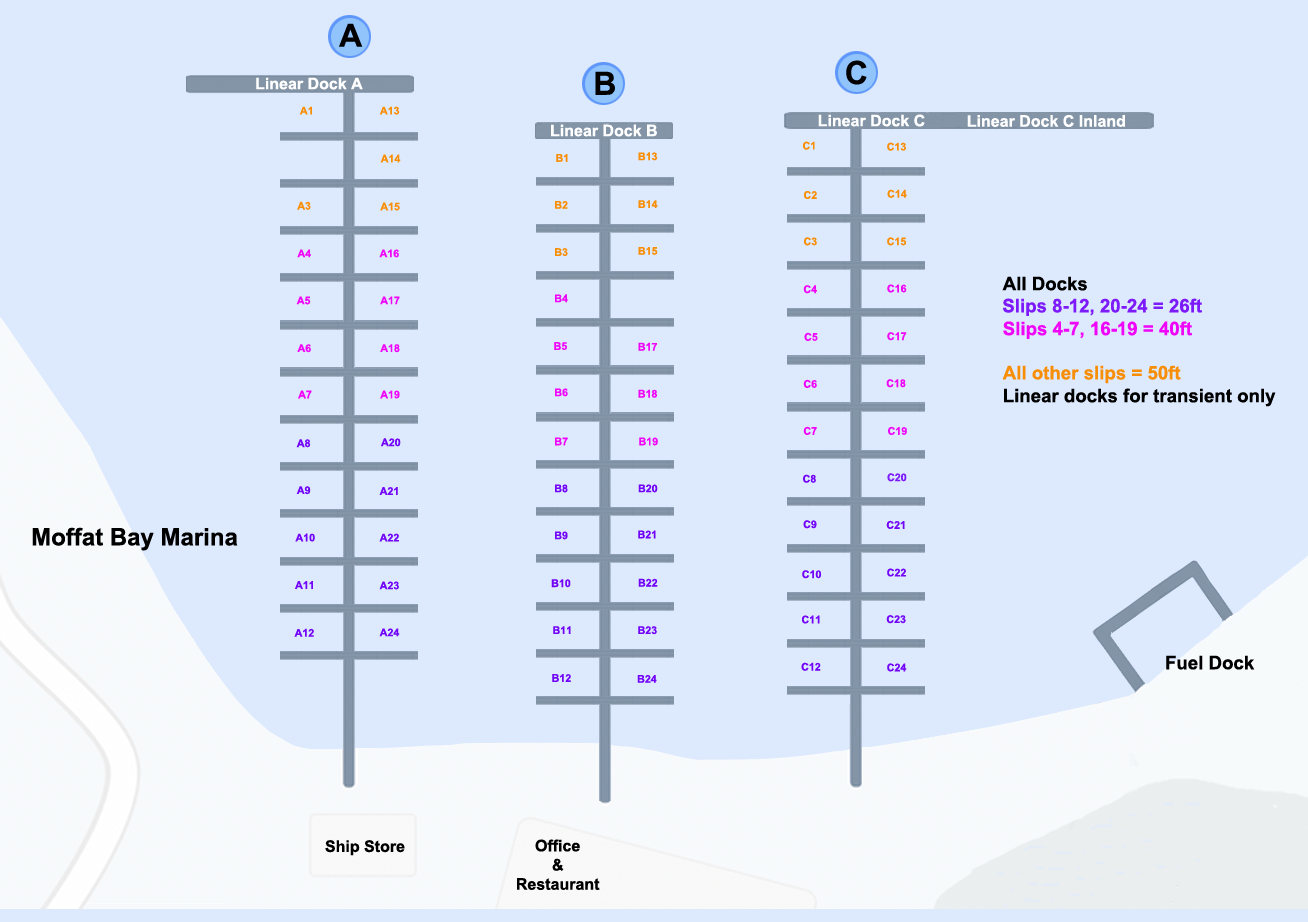 A
B
C
Linear Dock A
Linear Dock B
Linear Dock C
Linear Dock C Inland
A1
A13
A14
A3
A15
A4
A16
A5
A17
A6
A18
A7
A19
A8
A20
A9
A21
A10
A22
A11
A23
A12
A24
B1
B13
B2
B14
B3
B15
B4
B5
B17
B6
B18
B7
B19
B8
B20
B9
B21
B10
B22
B11
B23
B12
B24
C1
C13
C2
C14
C3
C15
C4
C16
C5
C17
C6
C18
C7
C19
C8
C20
C9
C21
C10
C22
C11
C23
C12
C24
All Docks
Slips 8-12, 20-24 = 26ft
Slips 4-7, 16-19 = 40ft
All other slips = 50ft
Linear docks for transient only
Moffat Bay Marina
Fuel Dock
Ship Store
Office
&
Restaurant